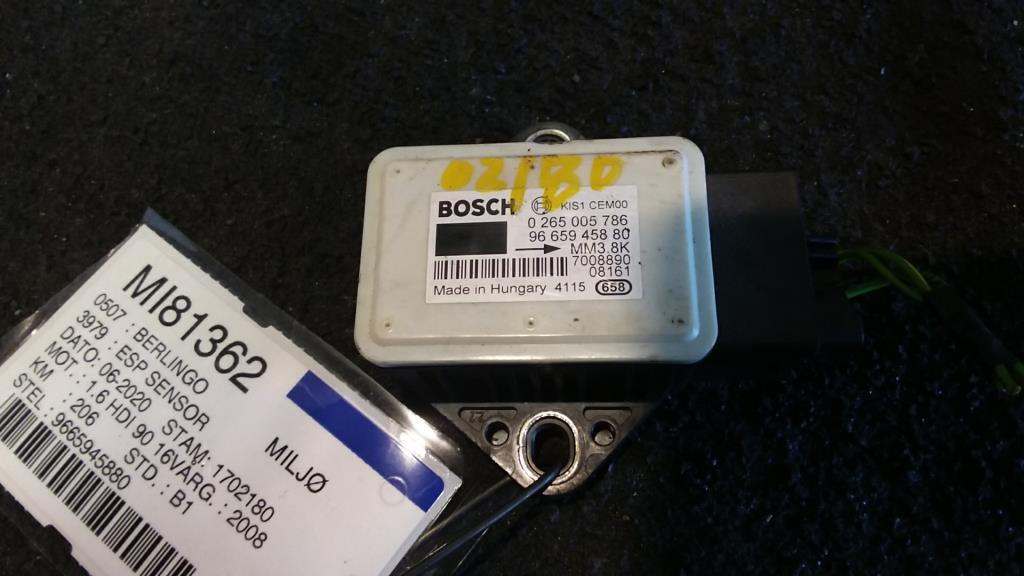 02180
BOSCH KIS1 CEM00
0 265 005 786
96 659 458 80
MM3.8K
7008890
08161
Made in Hungary 4115 658
MI81362
MILJØ
0507 : BERLINGO
3979 : ESP SENSOR
DATO: 06-2020 STAM: 1702180
MOT.: 1.6 HDI 90 16VÅRG. : 2008
KM : 206 STD. : B1
STEL : 9665945880